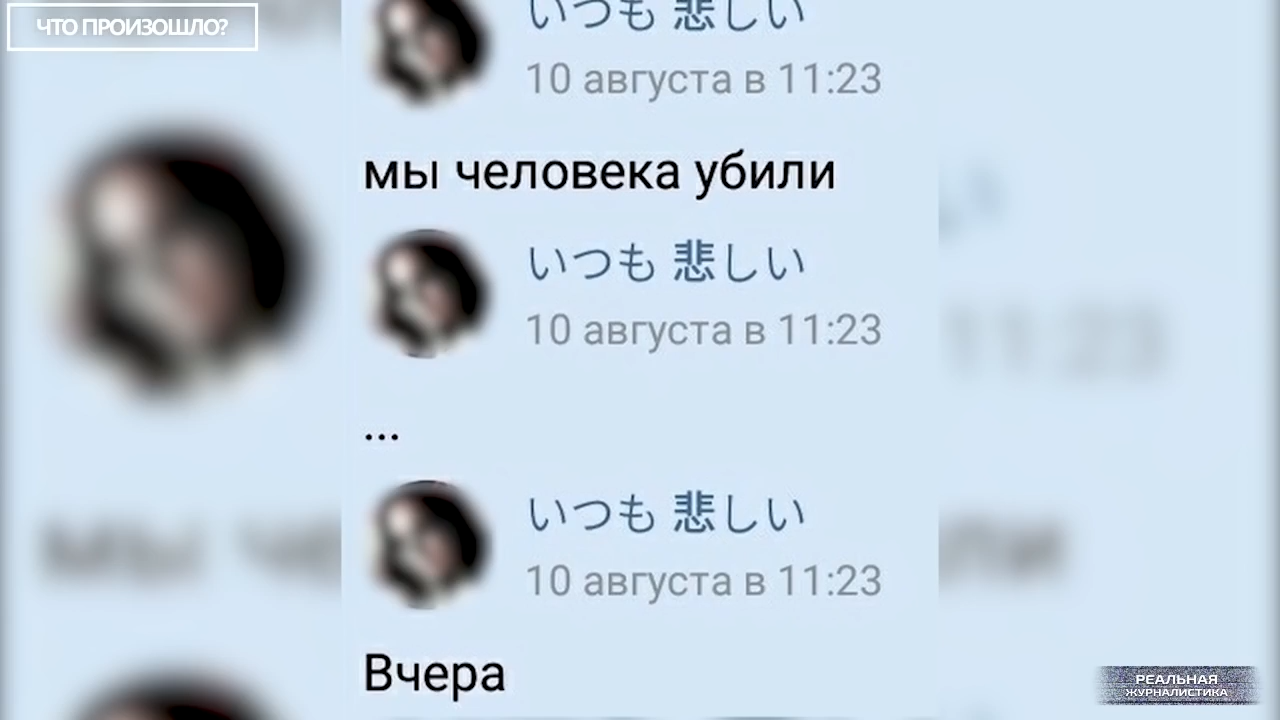 ЧТО ПРОИЗОШЛО?
いつも 悲しい
10 августа в 11:23
мы человека убили
いつも 悲しい
10 августа в 11:23
...
いつも 悲しい
10 августа в 11:23
Вчера
РЕАЛЬНАЯ
ЖУРНАЛИСТИКА